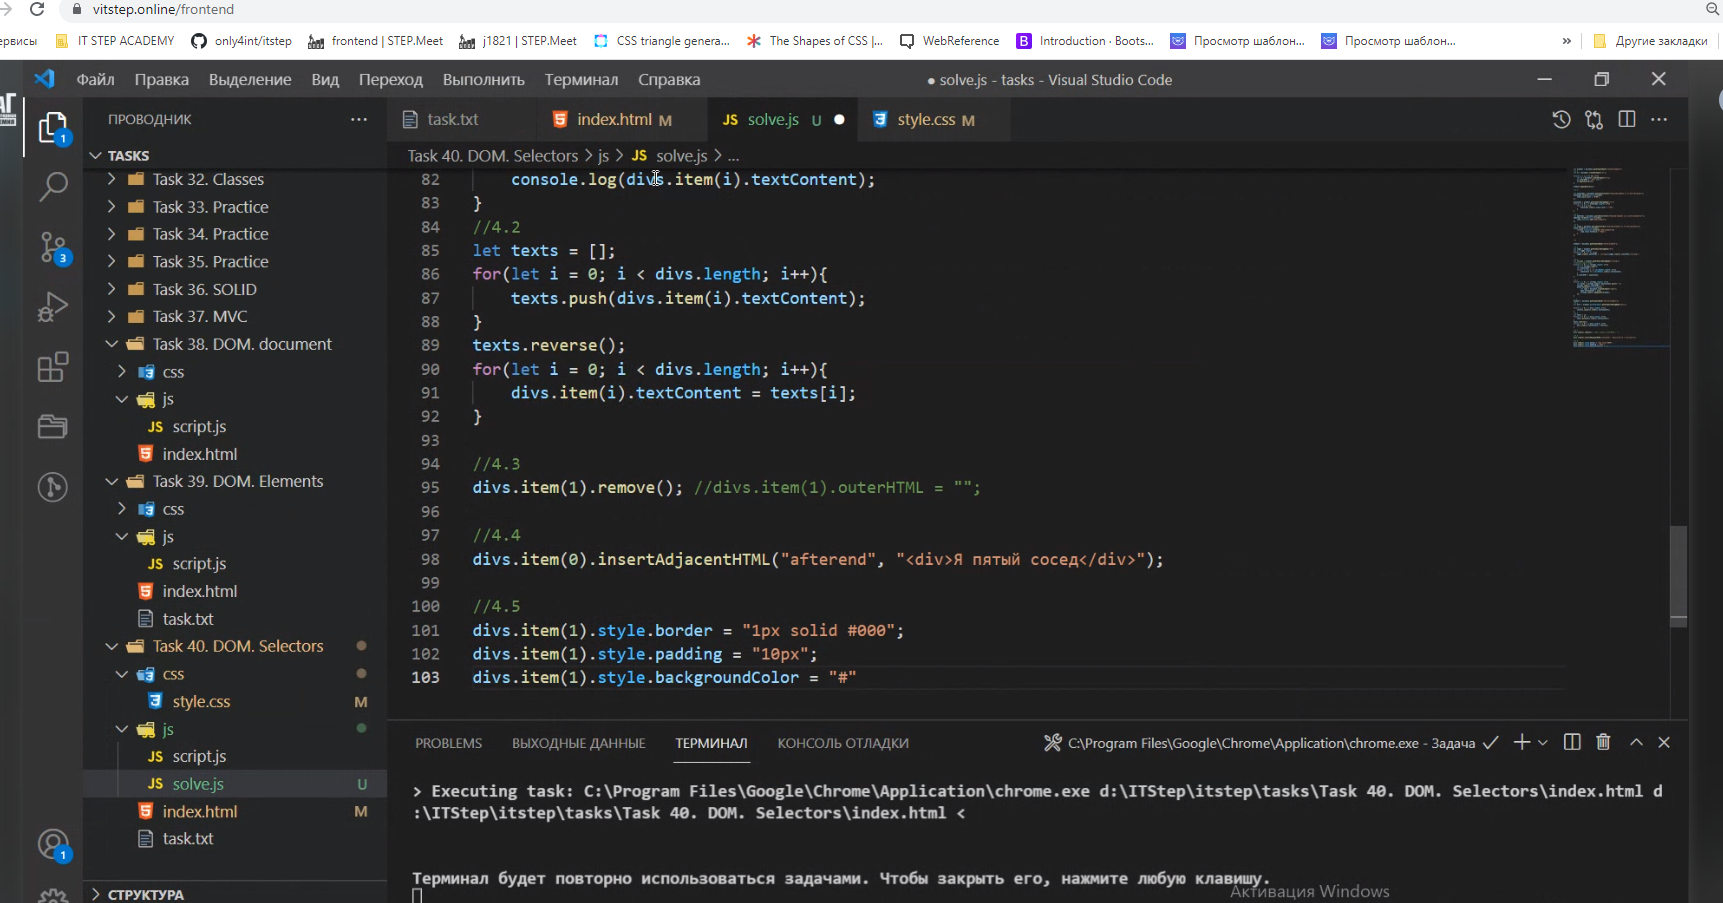 vitstep.online/frontend
ервисы IT STEP ACADEMY only4int/itstep frontend | STEP.Meet j1821 | STEP.Meet CSS triangle genera... The Shapes of CSS |... WebReference Introduction · Boots... Просмотр шаблон... Просмотр шаблон... » Другие закладки
Файл Правка Выделение Вид Переход Выполнить Терминал Справка ● solve.js - tasks - Visual Studio Code
ПРОВОДНИК ...
task.txt index.html M JS solve.js U style.css M
TASKS
Task 40. DOM. Selectors > js > JS solve.js > ...
Task 32. Classes
Task 33. Practice
Task 34. Practice
Task 35. Practice
Task 36. SOLID
Task 37. MVC
Task 38. DOM. document
css
js
JS script.js
index.html
Task 39. DOM. Elements
css
js
JS script.js
index.html
task.txt
Task 40. DOM. Selectors
css
style.css M
js
JS script.js
JS solve.js U
index.html M
task.txt
СТРУКТУРА
1
3
1
82 console.log(divs.item(i).textContent);
83 }
84 //4.2
85 let texts = [];
86 for(let i = 0; i < divs.length; i++){
87 texts.push(divs.item(i).textContent);
88 }
89 texts.reverse();
90 for(let i = 0; i < divs.length; i++){
91 divs.item(i).textContent = texts[i];
92 }
93
94 //4.3
95 divs.item(1).remove(); //divs.item(1).outerHTML = "";
96
97 //4.4
98 divs.item(0).insertAdjacentHTML("afterend", "<div>Я пятый сосед</div>");
99
100 //4.5
101 divs.item(1).style.border = "1px solid #000";
102 divs.item(1).style.padding = "10px";
103 divs.item(1).style.backgroundColor = "#"
PROBLEMS ВЫХОДНЫЕ ДАННЫЕ ТЕРМИНАЛ КОНСОЛЬ ОТЛАДКИ C:\Program Files\Google\Chrome\Application\chrome.exe - Задача
> Executing task: C:\Program Files\Google\Chrome\Application\chrome.exe d:\ITStep\itstep\tasks\Task 40. DOM. Selectors\index.html d
:\ITStep\itstep\tasks\Task 40. DOM. Selectors\index.html <
Терминал будет повторно использоваться задачами. Чтобы закрыть его, нажмите любую клавишу.
Активация Windows